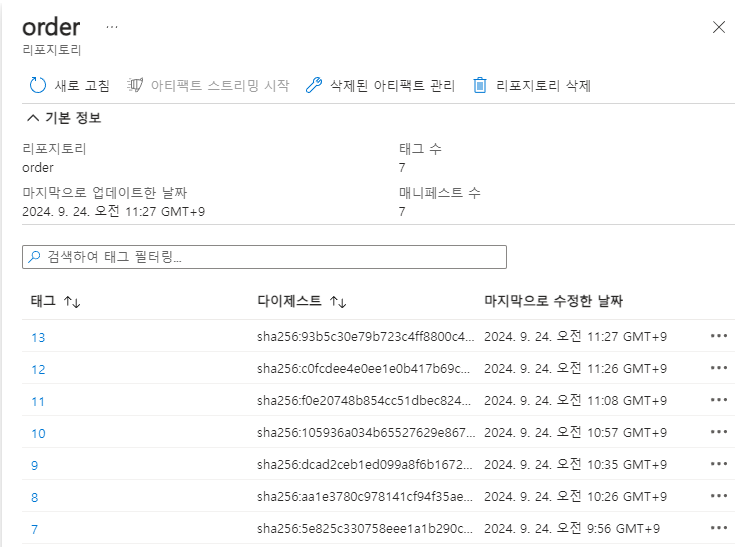 order ...
리포지토리
새로 고침 아티팩트 스트리밍 시작 삭제된 아티팩트 관리 리포지토리 삭제
기본 정보
리포지토리 태그 수
order 7
마지막으로 업데이트한 날짜 매니페스트 수
2024. 9. 24. 오전 11:27 GMT+9 7
검색하여 태그 필터링...
태그 다이제스트 마지막으로 수정한 날짜
13 sha256:93b5c30e79b723c4ff8800c4... 2024. 9. 24. 오전 11:27 GMT+9 ...
12 sha256:c0fcdee4e0ee1e0b417b69c... 2024. 9. 24. 오전 11:26 GMT+9 ...
11 sha256:f0e20748b854cc51dbec824... 2024. 9. 24. 오전 11:08 GMT+9 ...
10 sha256:105936a034b65527629e867... 2024. 9. 24. 오전 10:57 GMT+9 ...
9 sha256:dcad2ceb1ed099a8f6b1672... 2024. 9. 24. 오전 10:35 GMT+9 ...
8 sha256:aa1e3780c978141cf94f35ae... 2024. 9. 24. 오전 10:26 GMT+9 ...
7 sha256:5e825c330758eee1a1b290c... 2024. 9. 24. 오전 9:56 GMT+9 ...